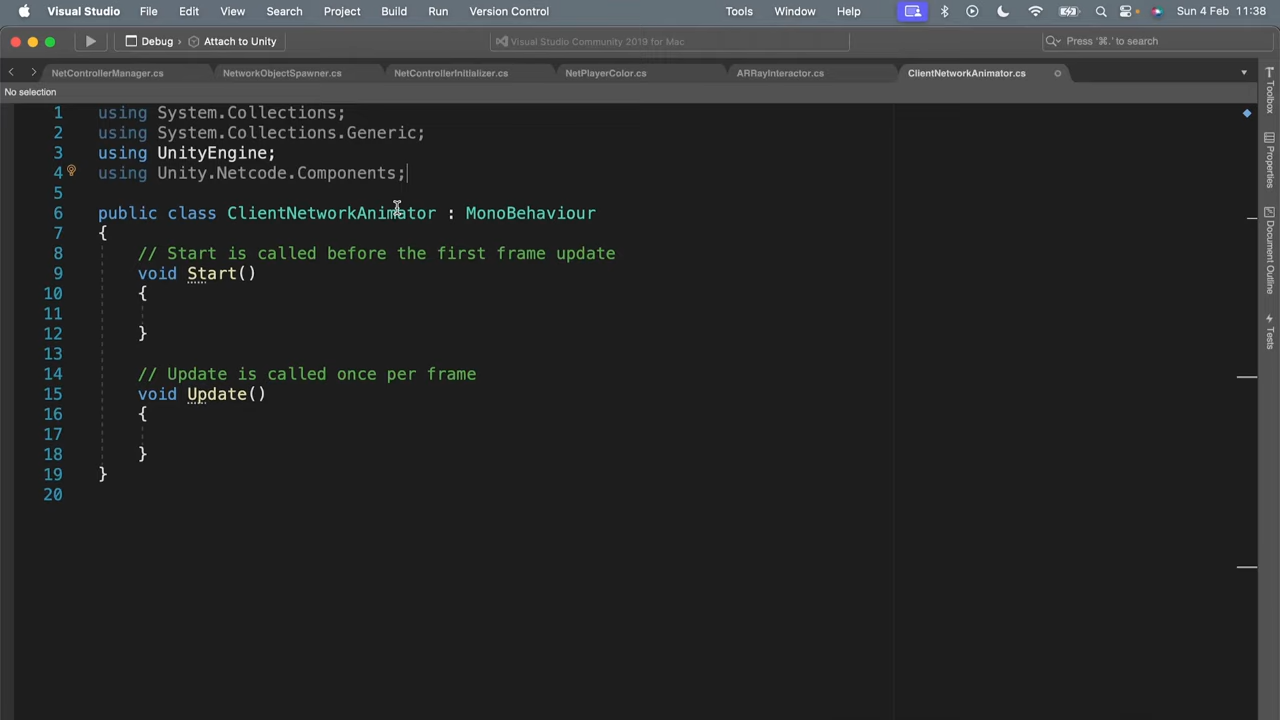 Visual Studio File Edit View Search Project Build Run Version Control Tools Window Help Sun 4 Feb 11:38
Debug › Attach to Unity Visual Studio Community 2019 for Mac Press '⌘.' to search
NetControllerManager.cs NetworkObjectSpawner.cs NetControllerInitializer.cs NetPlayerColor.cs ARRayInteractor.cs ClientNetworkAnimator.cs
No selection
1 using System.Collections;
2 using System.Collections.Generic;
3 using UnityEngine;
4 using Unity.Netcode.Components;
5
6 public class ClientNetworkAnimator : MonoBehaviour
7 {
8 // Start is called before the first frame update
9 void Start()
10 {
11
12 }
13
14 // Update is called once per frame
15 void Update()
16 {
17
18 }
19 }
20
Toolbox
Properties
Document Outline
Tests